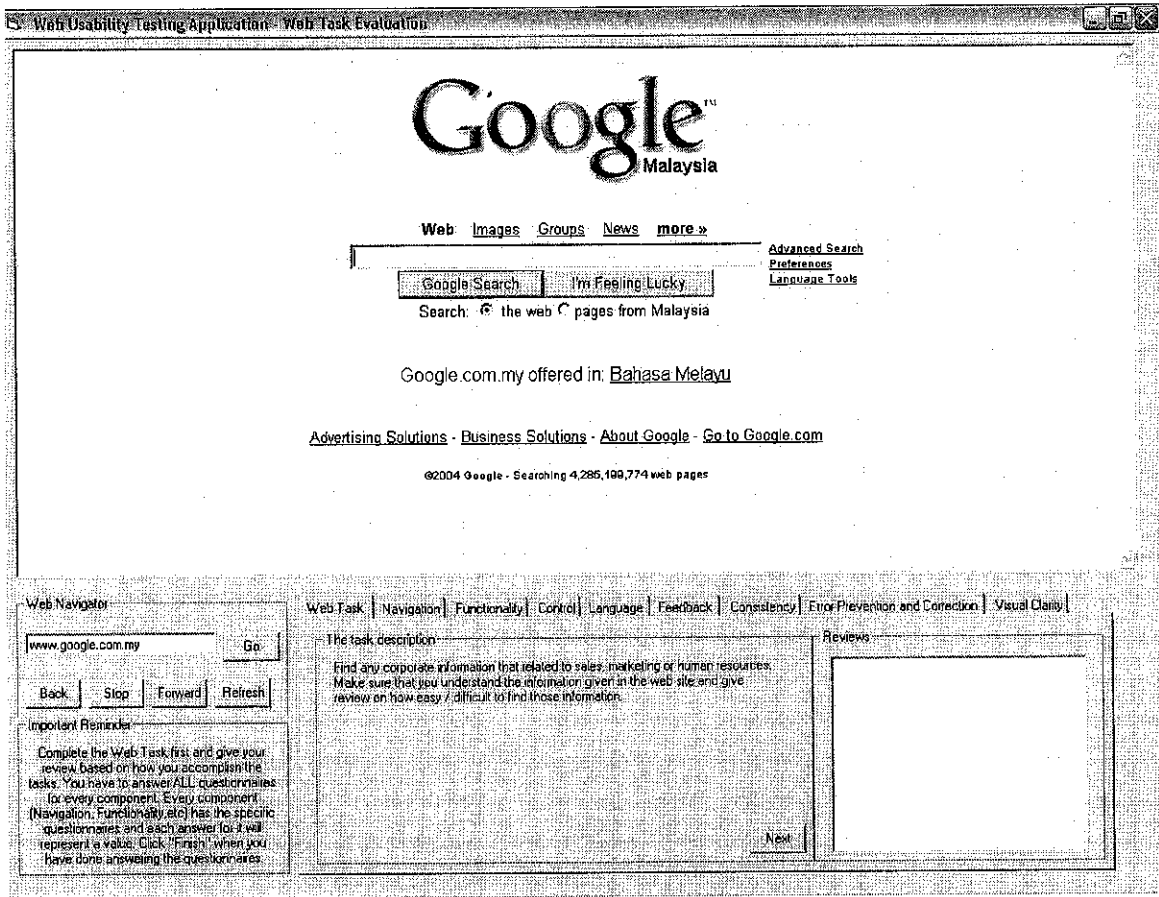 Web Usability Testing Application - Web Task Evaluation
Google™
Malaysia
Web Images Groups News more »
Advanced Search
Preferences
Language Tools
Google Search I'm Feeling Lucky
Search: the web pages from Malaysia
Google.com.my offered in: Bahasa Melayu
Advertising Solutions - Business Solutions - About Google - Go to Google.com
©2004 Google - Searching 4,285,199,774 web pages
Web Navigator
www.google.com.my Go
Back Stop Forward Refresh
Important Reminder
Complete the Web Task first and give your
review based on how you accomplish the
tasks. You have to answer ALL questionnaires
for every component. Every component
(Navigation, Functionality,etc) has the specific
questionnaires and each answer for it will
represent a value. Click "Finish" when you
have done answering the questionnaires.
Web Task Navigation Functionality Control Language Feedback Consistency Error Prevention and Correction Visual Clarity
The task description
Find any corporate information that related to sales, marketing or human resources.
Make sure that you understand the information given in the web site and give
review on how easy / difficult to find those information.
Next
Reviews